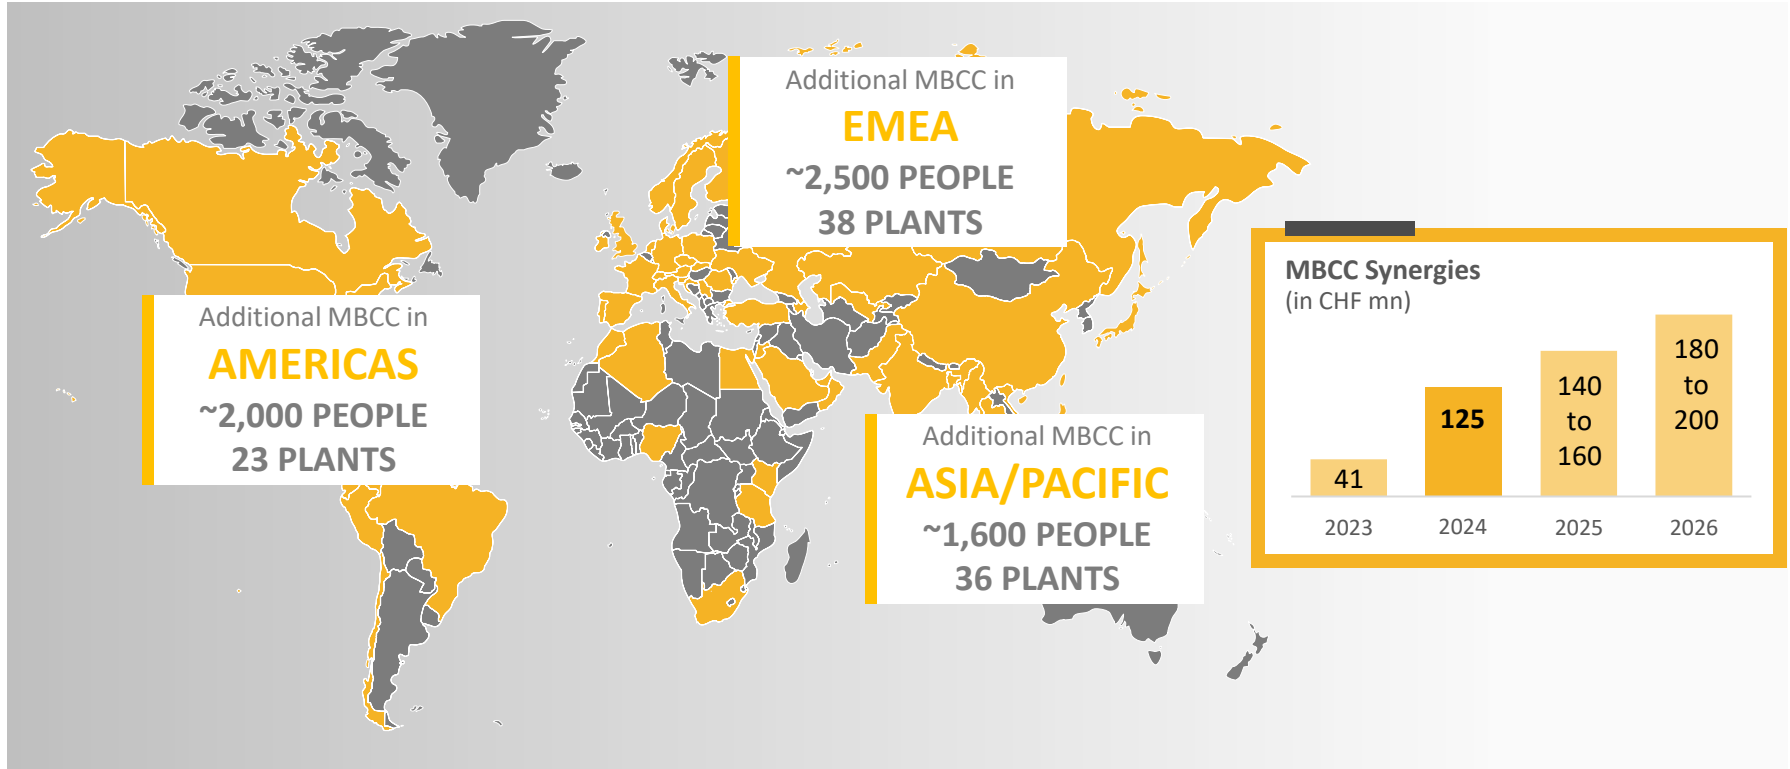 Additional MBCC in
EMEA
~2,500 PEOPLE
38 PLANTS
Additional MBCC in
AMERICAS
~2,000 PEOPLE
23 PLANTS
Additional MBCC in
ASIA/PACIFIC
~1,600 PEOPLE
36 PLANTS
MBCC Synergies
(in CHF mn)
41
125
140
to
160
180
to
200
2023
2024
2025
2026